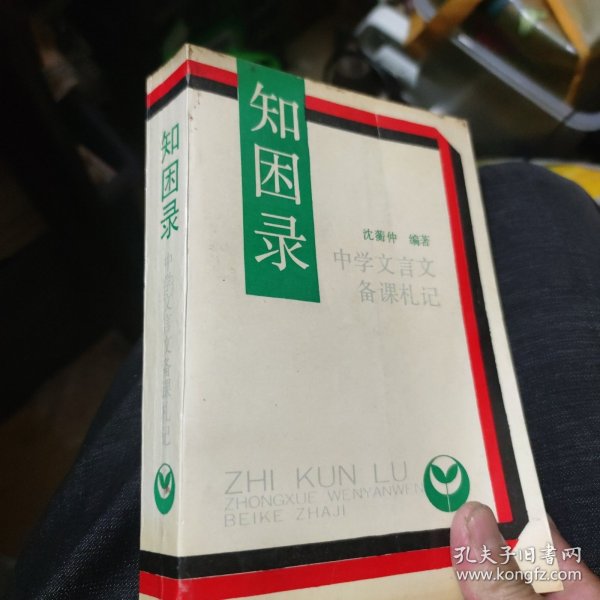 知困录
沈蘅仲 编著
中学文言文
备课札记
ZHI KUN LU
ZHONGXUE WENYANWEN
BEIKE ZHAJI
知困录
中学文言文备课札记
孔夫子旧书网
www.kongfz.com